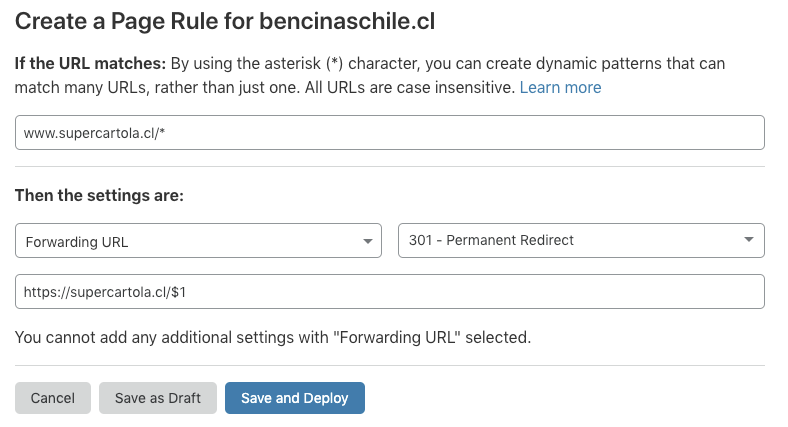 Create a Page Rule for bencinaschile.cl
If the URL matches: By using the asterisk (*) character, you can create dynamic patterns that can
match many URLs, rather than just one. All URLs are case insensitive. Learn more
www.supercartola.cl/*
Then the settings are:
Forwarding URL
301 - Permanent Redirect
https://supercartola.cl/$1
You cannot add any additional settings with "Forwarding URL" selected.
Cancel
Save as Draft
Save and Deploy